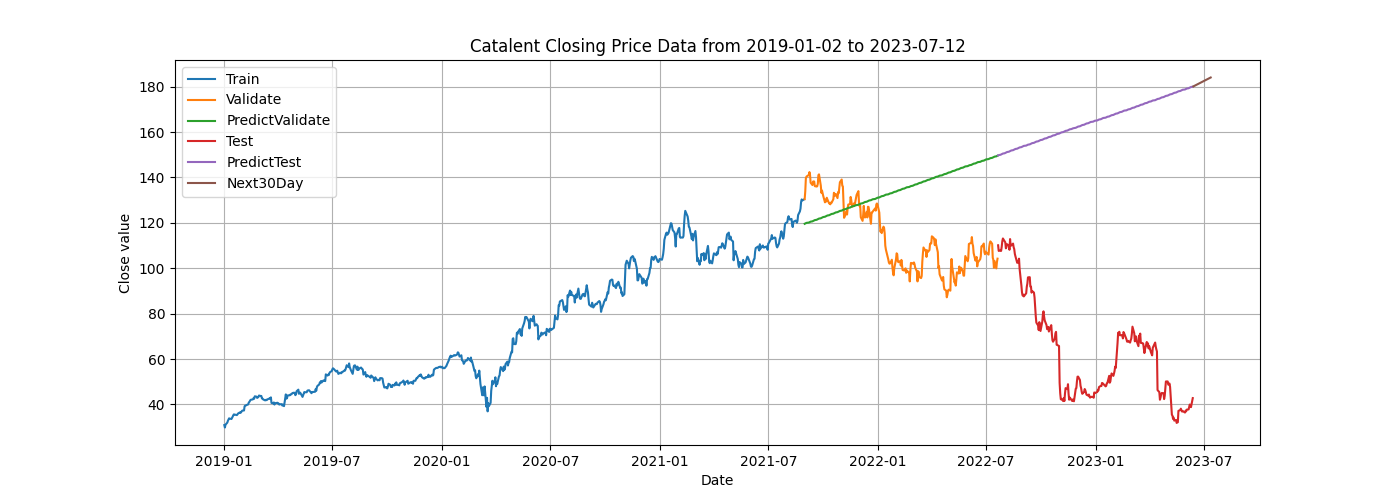 Catalent Closing Price Data from 2019-01-02 to 2023-07-12
Train
Validate
PredictValidate
Test
PredictTest
Next30Day
Close value
180
160
140
120
100
80
60
40
2019-01 2019-07 2020-01 2020-07 2021-01 2021-07 2022-01 2022-07 2023-01 2023-07
Date